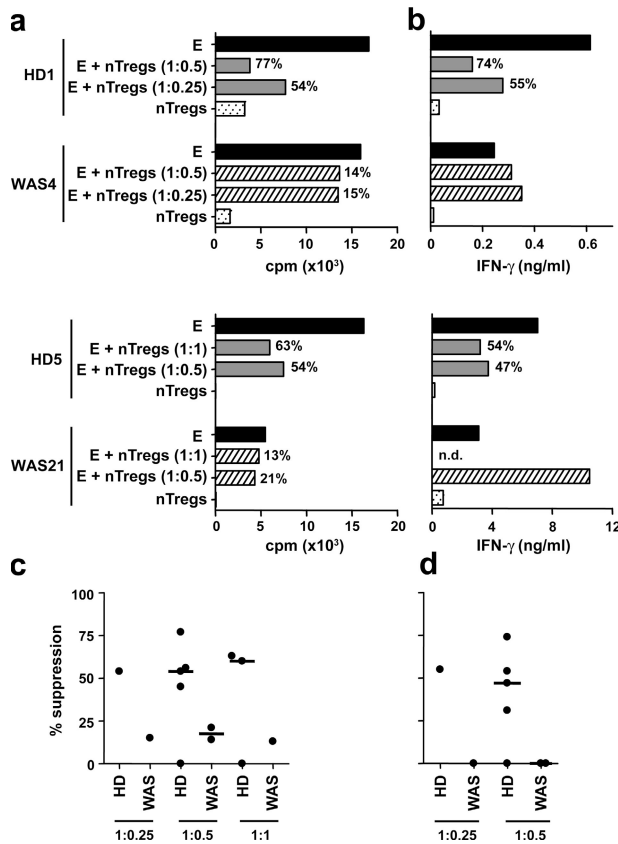 a
b
HD1
E
E + nTregs (1:0.5)
77%
74%
E + nTregs (1:0.25)
54%
55%
nTregs
WAS4
E
E + nTregs (1:0.5)
14%
E + nTregs (1:0.25)
15%
nTregs
0 5 10 15 20
0 0.2 0.4 0.6
cpm (x10³)
IFN-γ (ng/ml)
HD5
E
E + nTregs (1:1)
63%
54%
E + nTregs (1:0.5)
54%
47%
nTregs
WAS21
E
E + nTregs (1:1)
13%
n.d.
E + nTregs (1:0.5)
21%
nTregs
0 5 10 15 20
0 4 8 12
cpm (x10³)
IFN-γ (ng/ml)
c
d
% suppression
100
75
50
25
0
HD WAS HD WAS HD WAS
1:0.25 1:0.5 1:1
HD WAS HD WAS
1:0.25 1:0.5